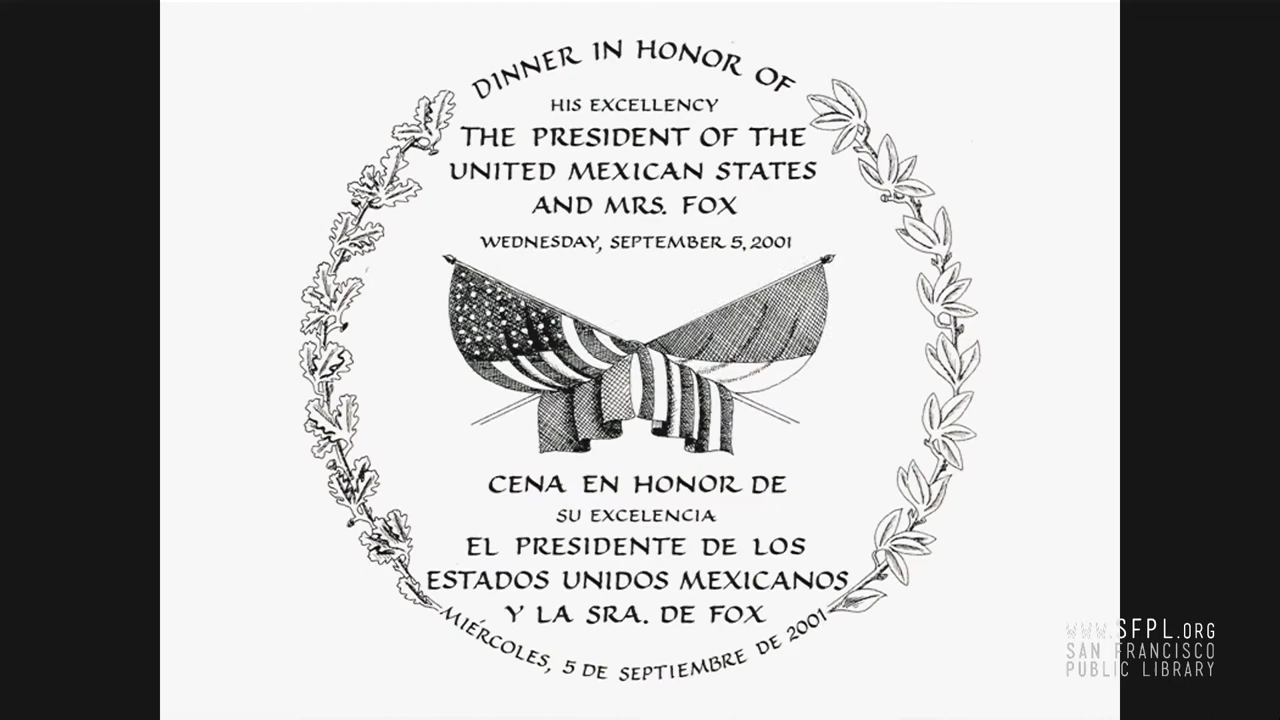 DINNER IN HONOR OF
HIS EXCELLENCY
THE PRESIDENT OF THE
UNITED MEXICAN STATES
AND MRS. FOX
WEDNESDAY, SEPTEMBER 5, 2001
CENA EN HONOR DE
SU EXCELENCIA
EL PRESIDENTE DE LOS
ESTADOS UNIDOS MEXICANOS
Y LA SRA. DE FOX
MIÉRCOLES, 5 DE SEPTIEMBRE DE 2001
WWW.SFPL.ORG
SAN FRANCISCO
PUBLIC LIBRARY